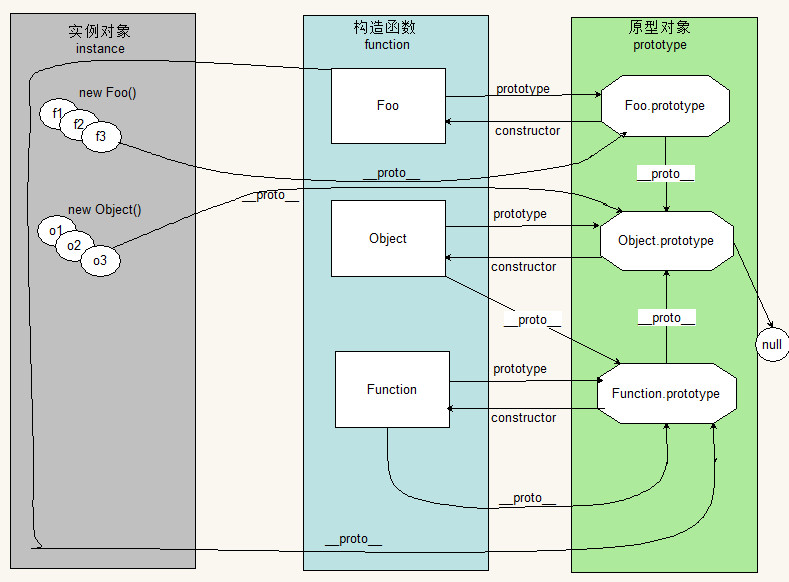 实例对象
instance
构造函数
function
原型对象
prototype
new Foo()
f1
f2
f3
Foo
prototype
constructor
Foo.prototype
__proto__
__proto__
new Object()
__proto__
o1
o2
o3
Object
prototype
constructor
Object.prototype
__proto__
__proto__
null
Function
prototype
constructor
Function.prototype
__proto__
__proto__